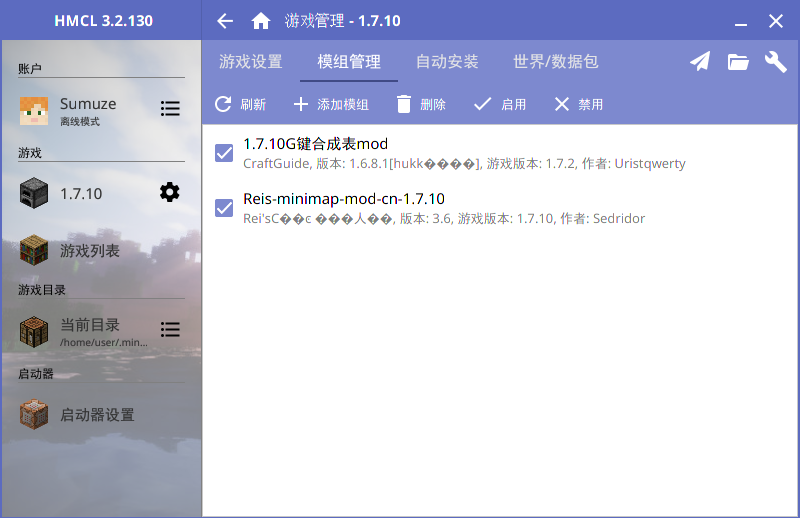 HMCL 3.2.130
游戏管理 - 1.7.10
账户
Sumuze
离线模式
游戏
1.7.10
游戏列表
游戏目录
当前目录
/home/user/.min...
启动器
启动器设置
游戏设置 模组管理 自动安装 世界/数据包
刷新 添加模组 删除 启用 禁用
1.7.10G键合成表mod
CraftGuide, 版本: 1.6.8.1[hukk����], 游戏版本: 1.7.2, 作者: Uristqwerty
Reis-minimap-mod-cn-1.7.10
Rei'sС��є ���人��, 版本: 3.6, 游戏版本: 1.7.10, 作者: Sedridor